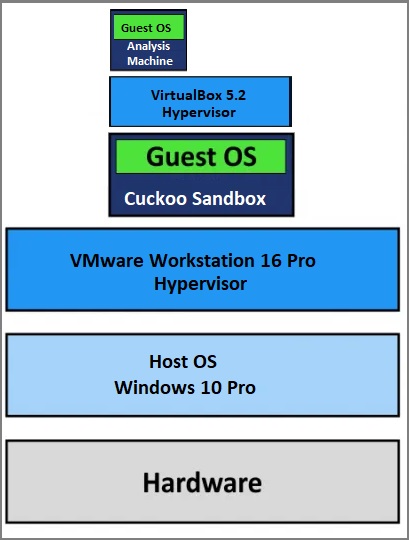 Guest OS
Analysis
Machine
VirtualBox 5.2
Hypervisor
Guest OS
Cuckoo Sandbox
VMware Workstation 16 Pro
Hypervisor
Host OS
Windows 10 Pro
Hardware